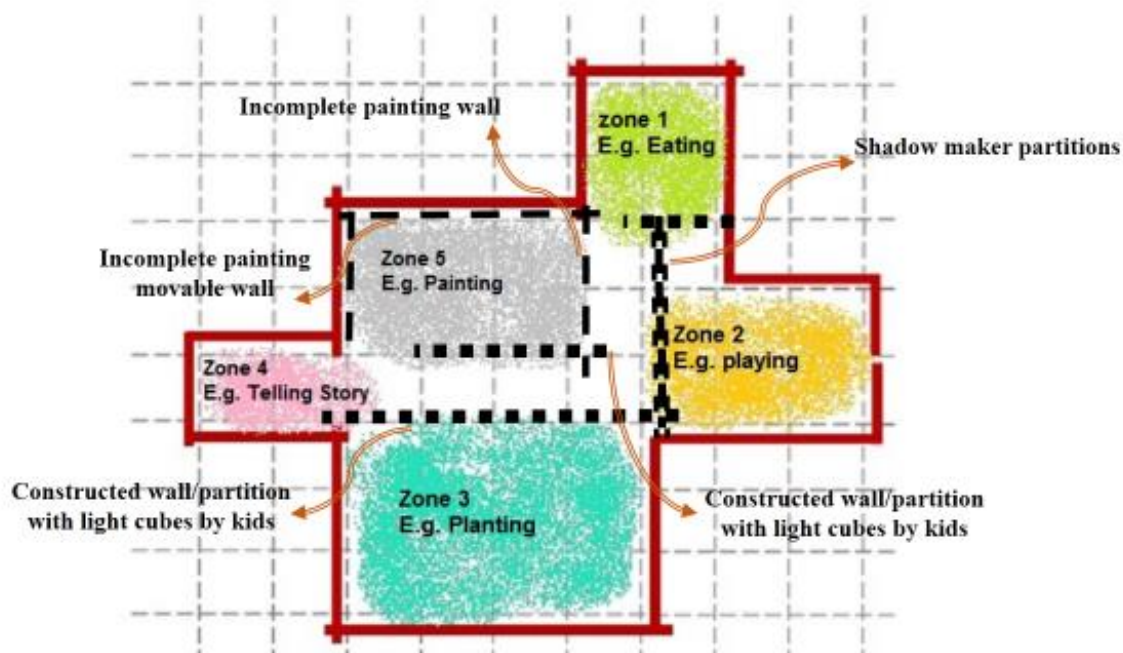 Incomplete painting wall
zone 1
E.g. Eating
Shadow maker partitions
Incomplete painting
movable wall
Zone 5
E.g. Painting
Zone 2
E.g. playing
Zone 4
E.g. Telling Story
Constructed wall/partition
with light cubes by kids
Zone 3
E.g. Planting
Constructed wall/partition
with light cubes by kids